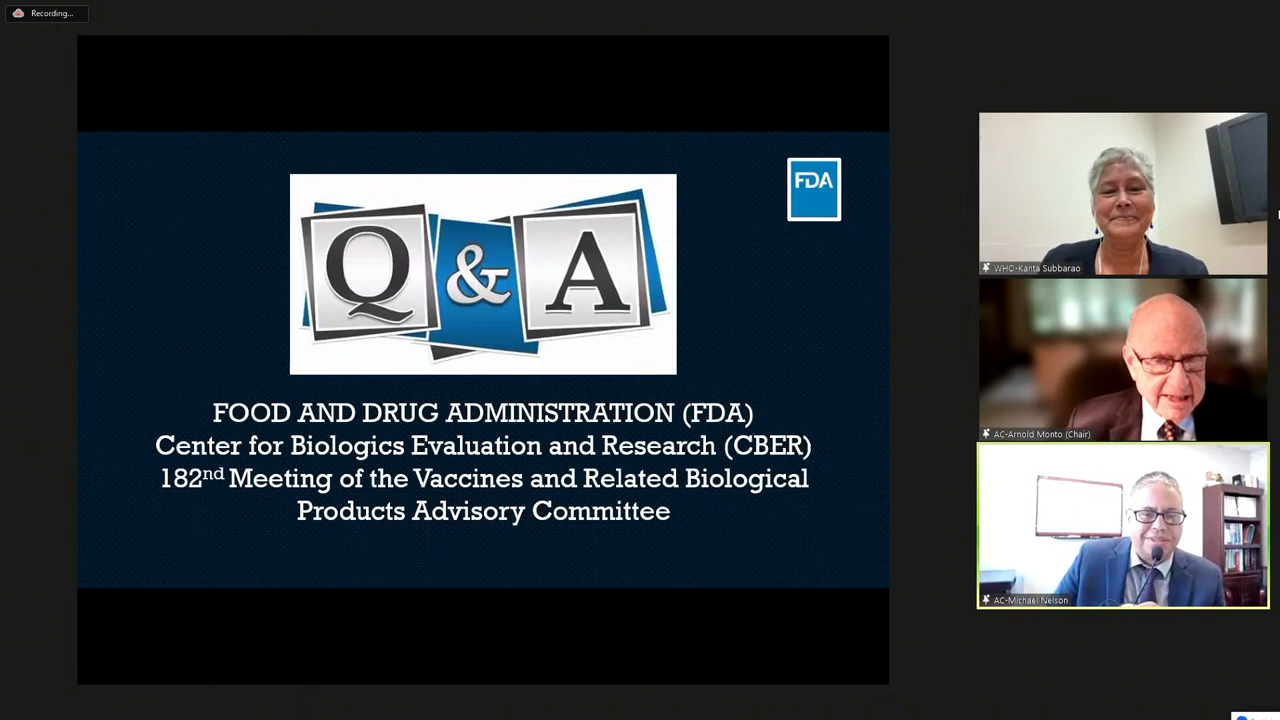 Recording...
Q & A
FDA
FOOD AND DRUG ADMINISTRATION (FDA)
Center for Biologics Evaluation and Research (CBER)
182nd Meeting of the Vaccines and Related Biological
Products Advisory Committee
WHO-Kanta Subbarao
AC-Arnold Monto (Chair)
AC-Michael Nelson